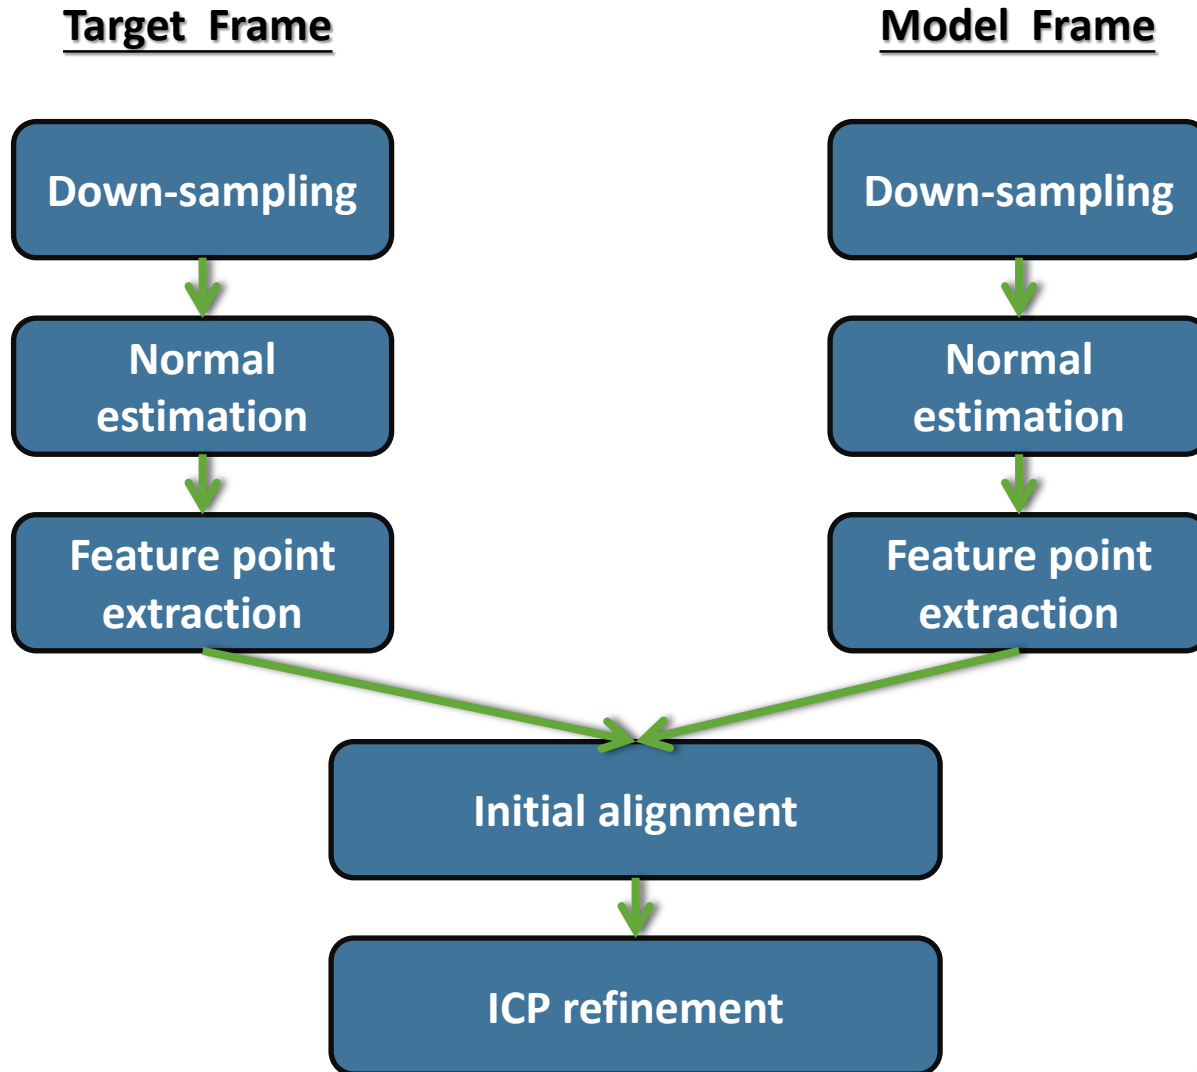 Target Frame
Model Frame
Down-sampling
Down-sampling
Normal
estimation
Normal
estimation
Feature point
extraction
Feature point
extraction
Initial alignment
ICP refinement